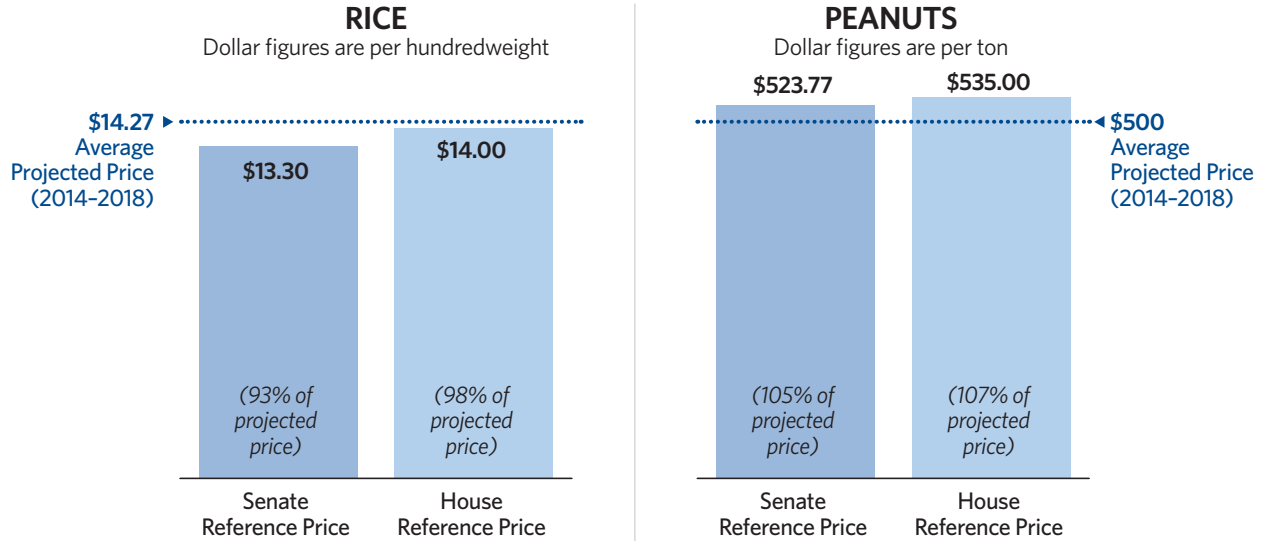 RICE
Dollar figures are per hundredweight
$14.27
Average
Projected Price
(2014–2018)
$13.30
$14.00
(93% of
projected
price)
(98% of
projected
price)
Senate
Reference Price
House
Reference Price
PEANUTS
Dollar figures are per ton
$523.77
$535.00
$500
Average
Projected Price
(2014–2018)
(105% of
projected
price)
(107% of
projected
price)
Senate
Reference Price
House
Reference Price